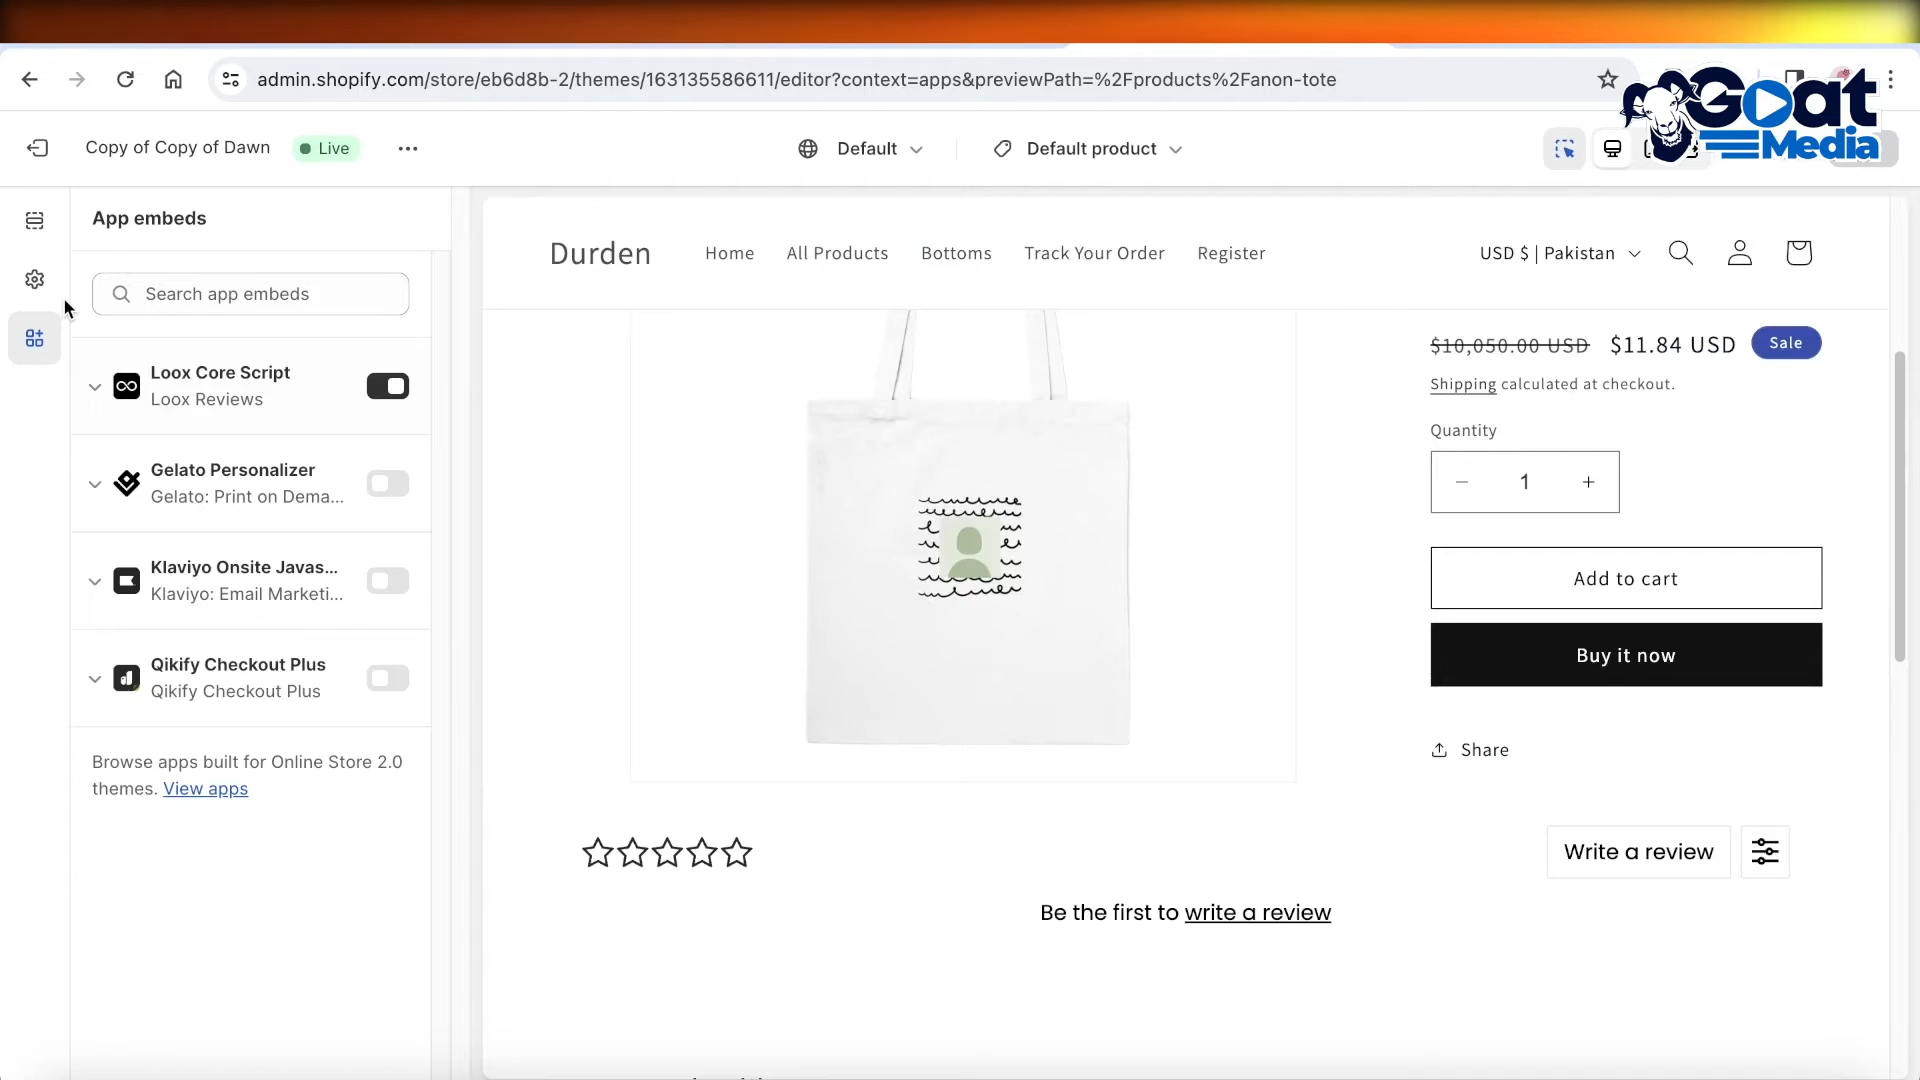 admin.shopify.com/store/eb6d8b-2/themes/163135586611/editor?context=apps&previewPath=%2Fproducts%2Fanon-tote
Goat
Media
Copy of Copy of Dawn
Live
Default
Default product
App embeds
Search app embeds
Loox Core Script
Loox Reviews
Gelato Personalizer
Gelato: Print on Dema...
Klaviyo Onsite Javas...
Klaviyo: Email Marketi...
Qikify Checkout Plus
Qikify Checkout Plus
Browse apps built for Online Store 2.0
themes. View apps
Durden
Home
All Products
Bottoms
Track Your Order
Register
USD $ | Pakistan
$10,050.00 USD
$11.84 USD
Sale
Shipping calculated at checkout.
Quantity
1
Add to cart
Buy it now
Share
Write a review
Be the first to write a review